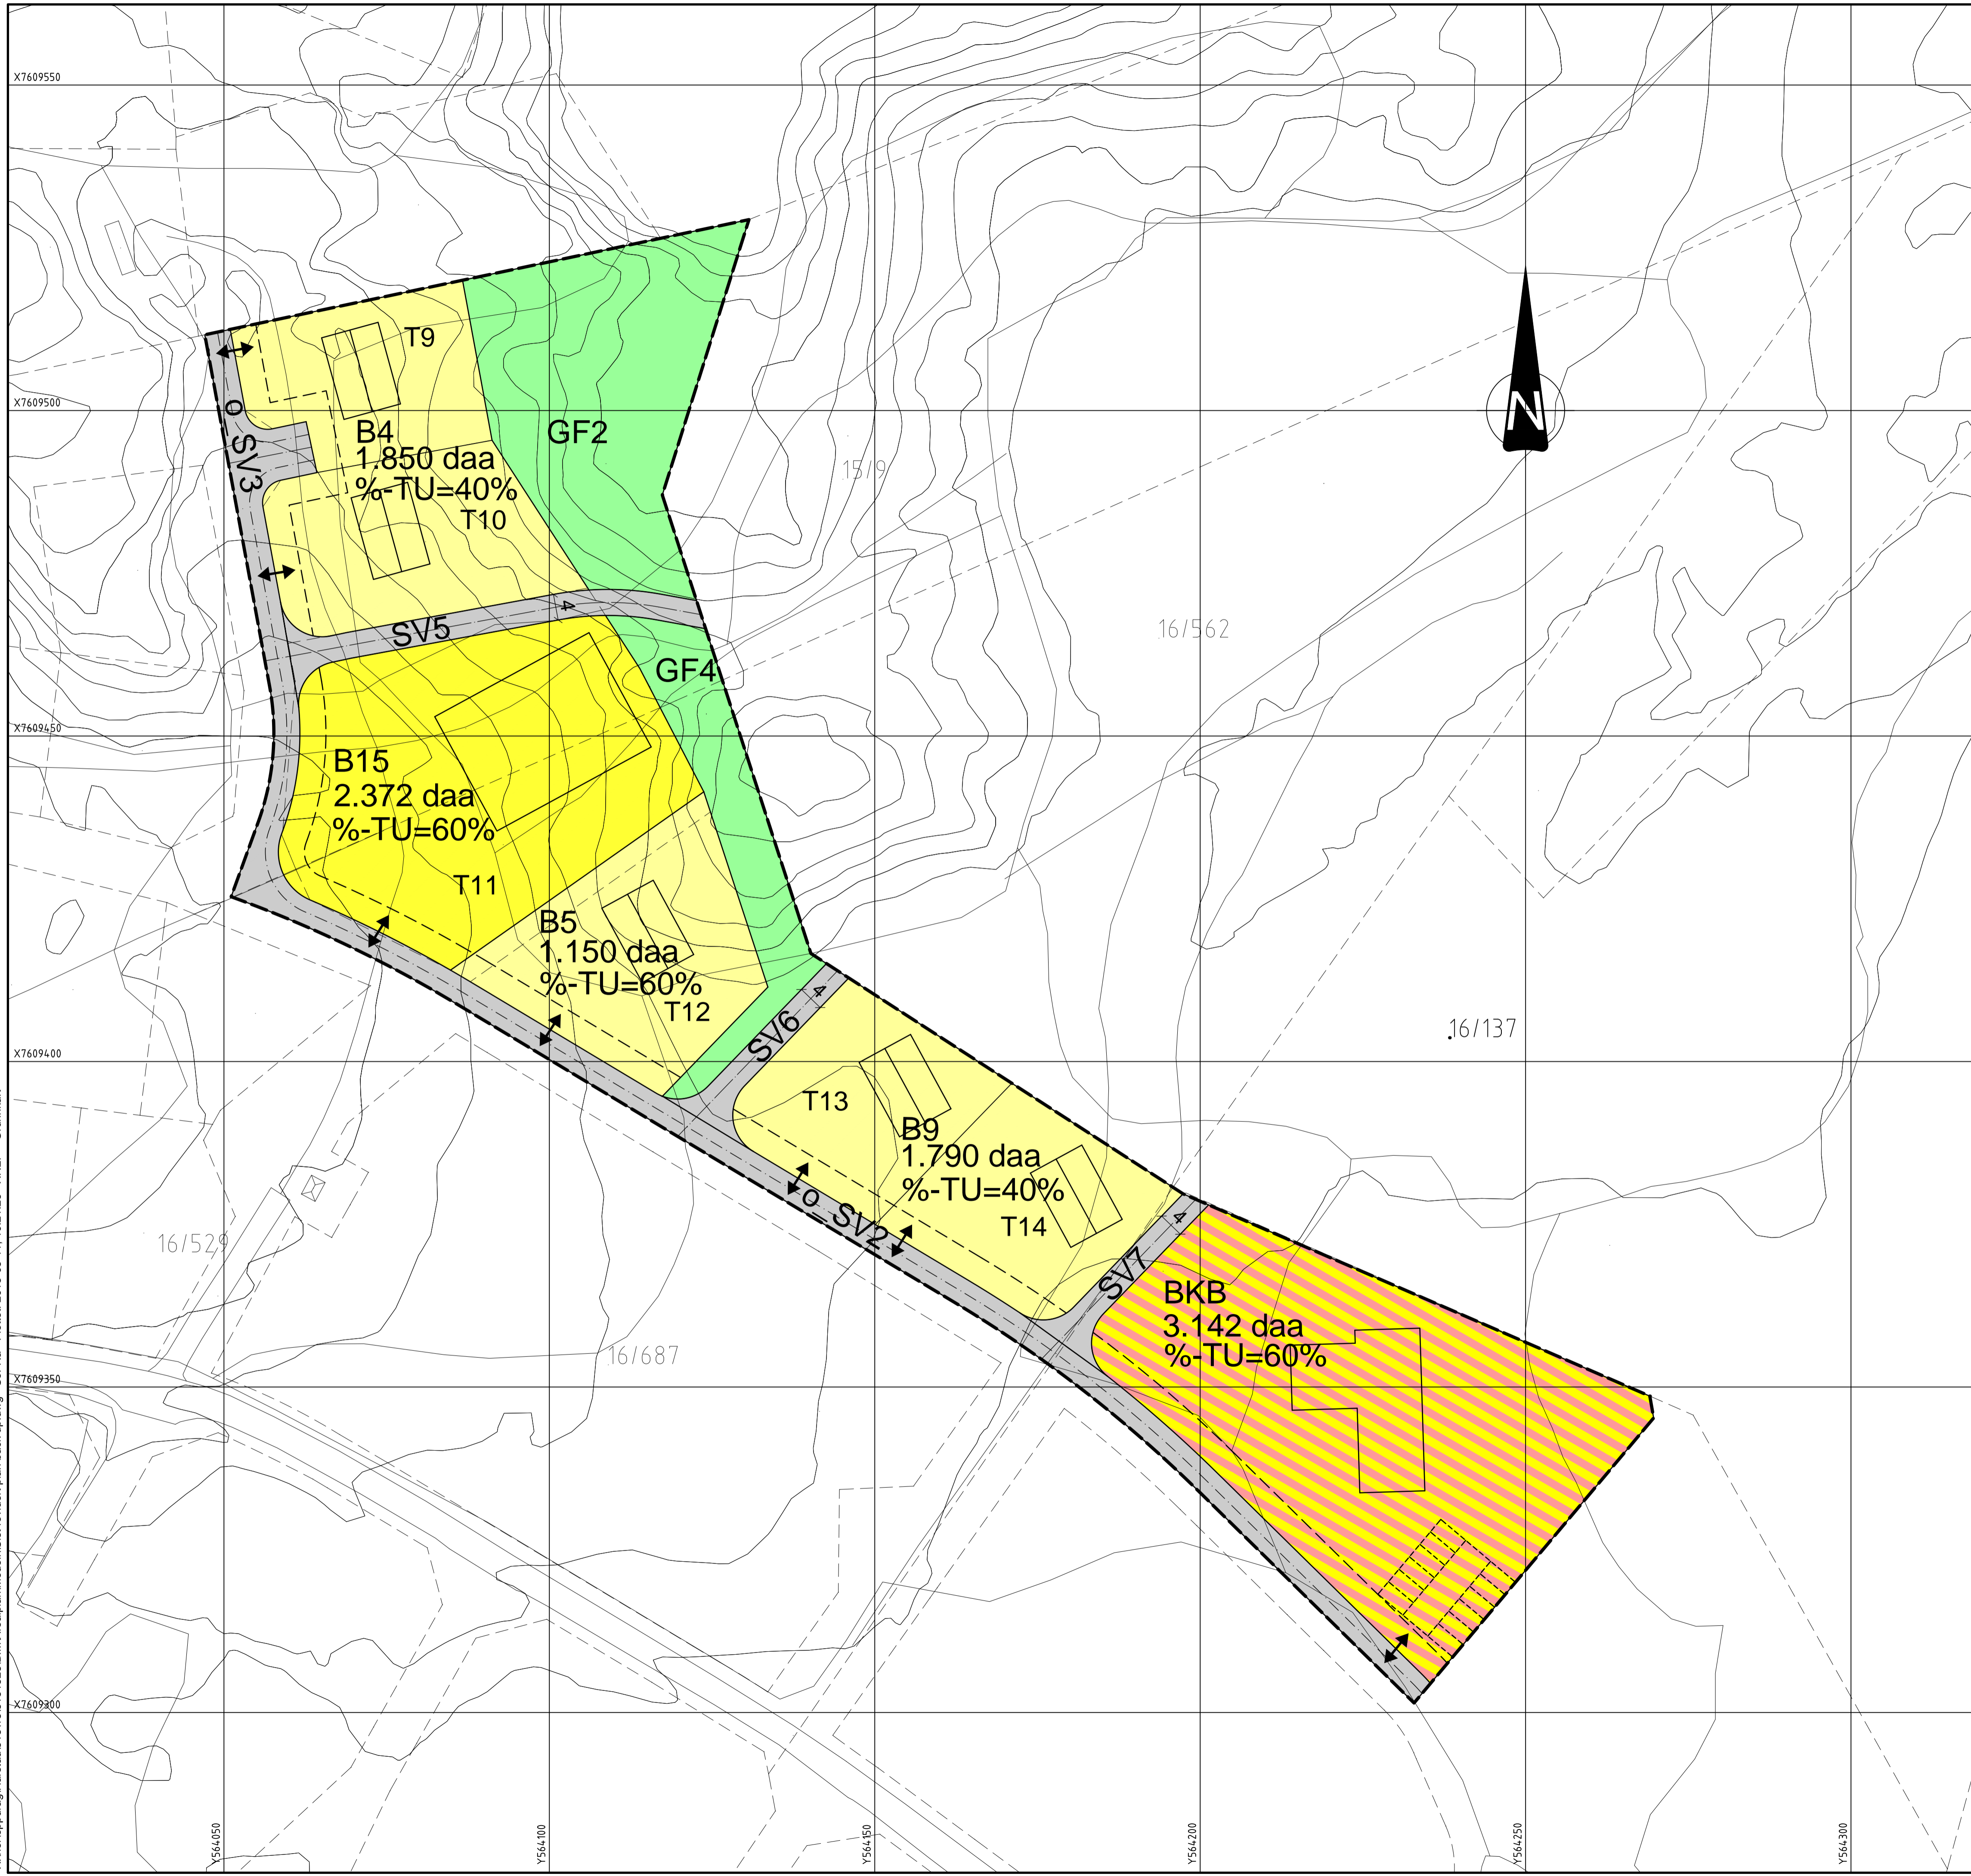 X7609550
T9
N
o
SV3
B4
1.850 daa
%-TU=40%
T10
GF2
15/9
X7609500
4
SV5
16/562
GF4
X7609450
B15
2.372 daa
%-TU=60%
T11
B5
1.150 daa
%-TU=60%
T12
4
SV6
16/137
X7609400
T13
B9
1.790 daa
%-TU=40%
T14
o_SV2
4
SV7
16/529
BKB
3.142 daa
%-TU=60%
16/687
X7609350
X7609300
Y564050
Y564100
Y564150
Y564200
Y564250
Y564300